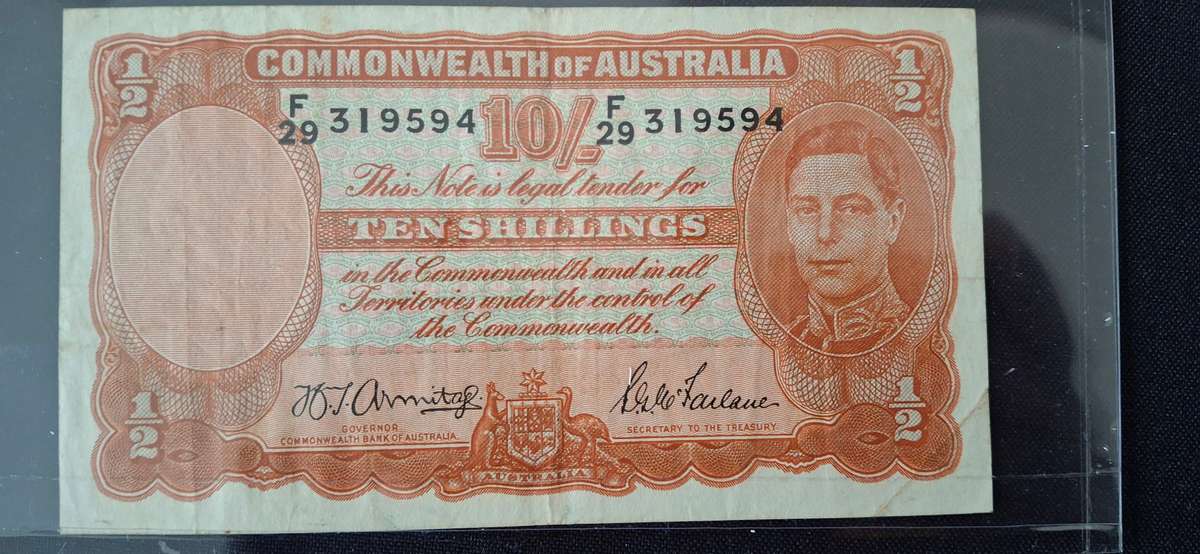 1/2 COMMONWEALTH OF AUSTRALIA 1/2
F/29 319594 10/- F/29 319594
This Note is legal tender for
TEN SHILLINGS
in the Commonwealth and in all
Territories under the control of
the Commonwealth.
H.T. Armitage. S.G. McFarlane
GOVERNOR SECRETARY TO THE TREASURY.
COMMONWEALTH BANK OF AUSTRALIA.
1/2 1/2
AUSTRALIA